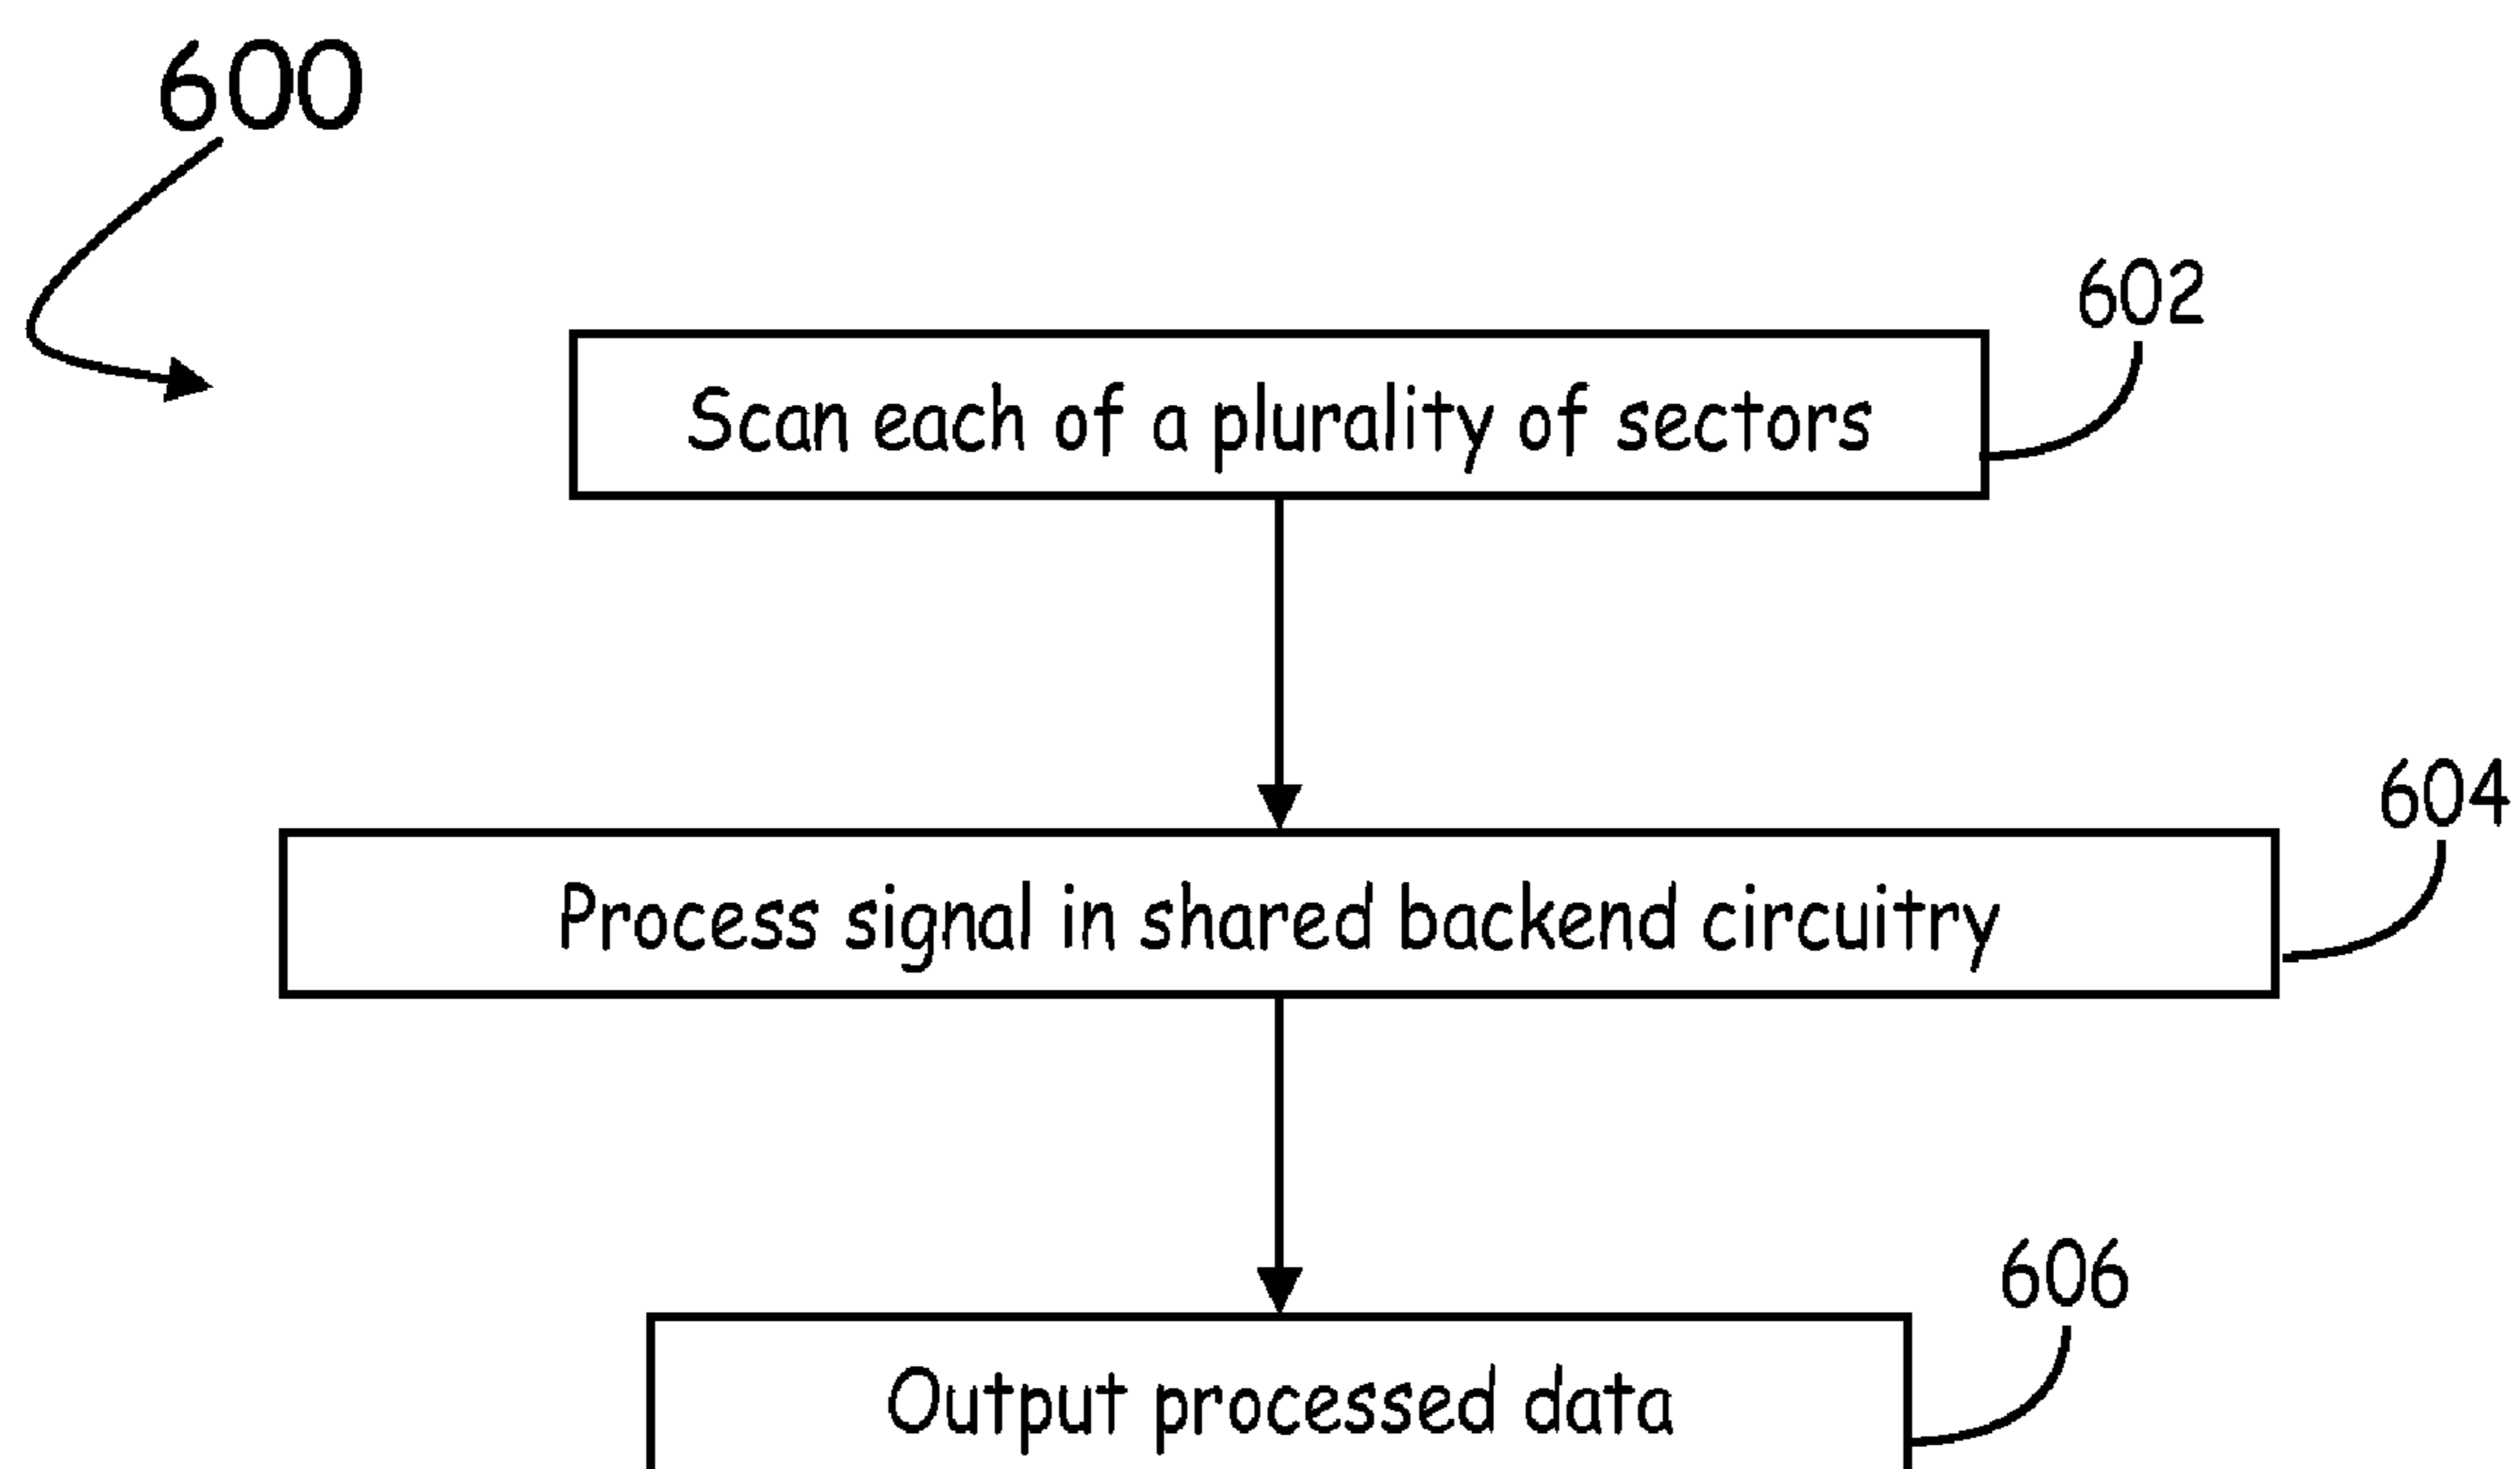 600
602
Scan each of a plurality of sectors
604
Process signal in shared backend circuitry
606
Output processed data